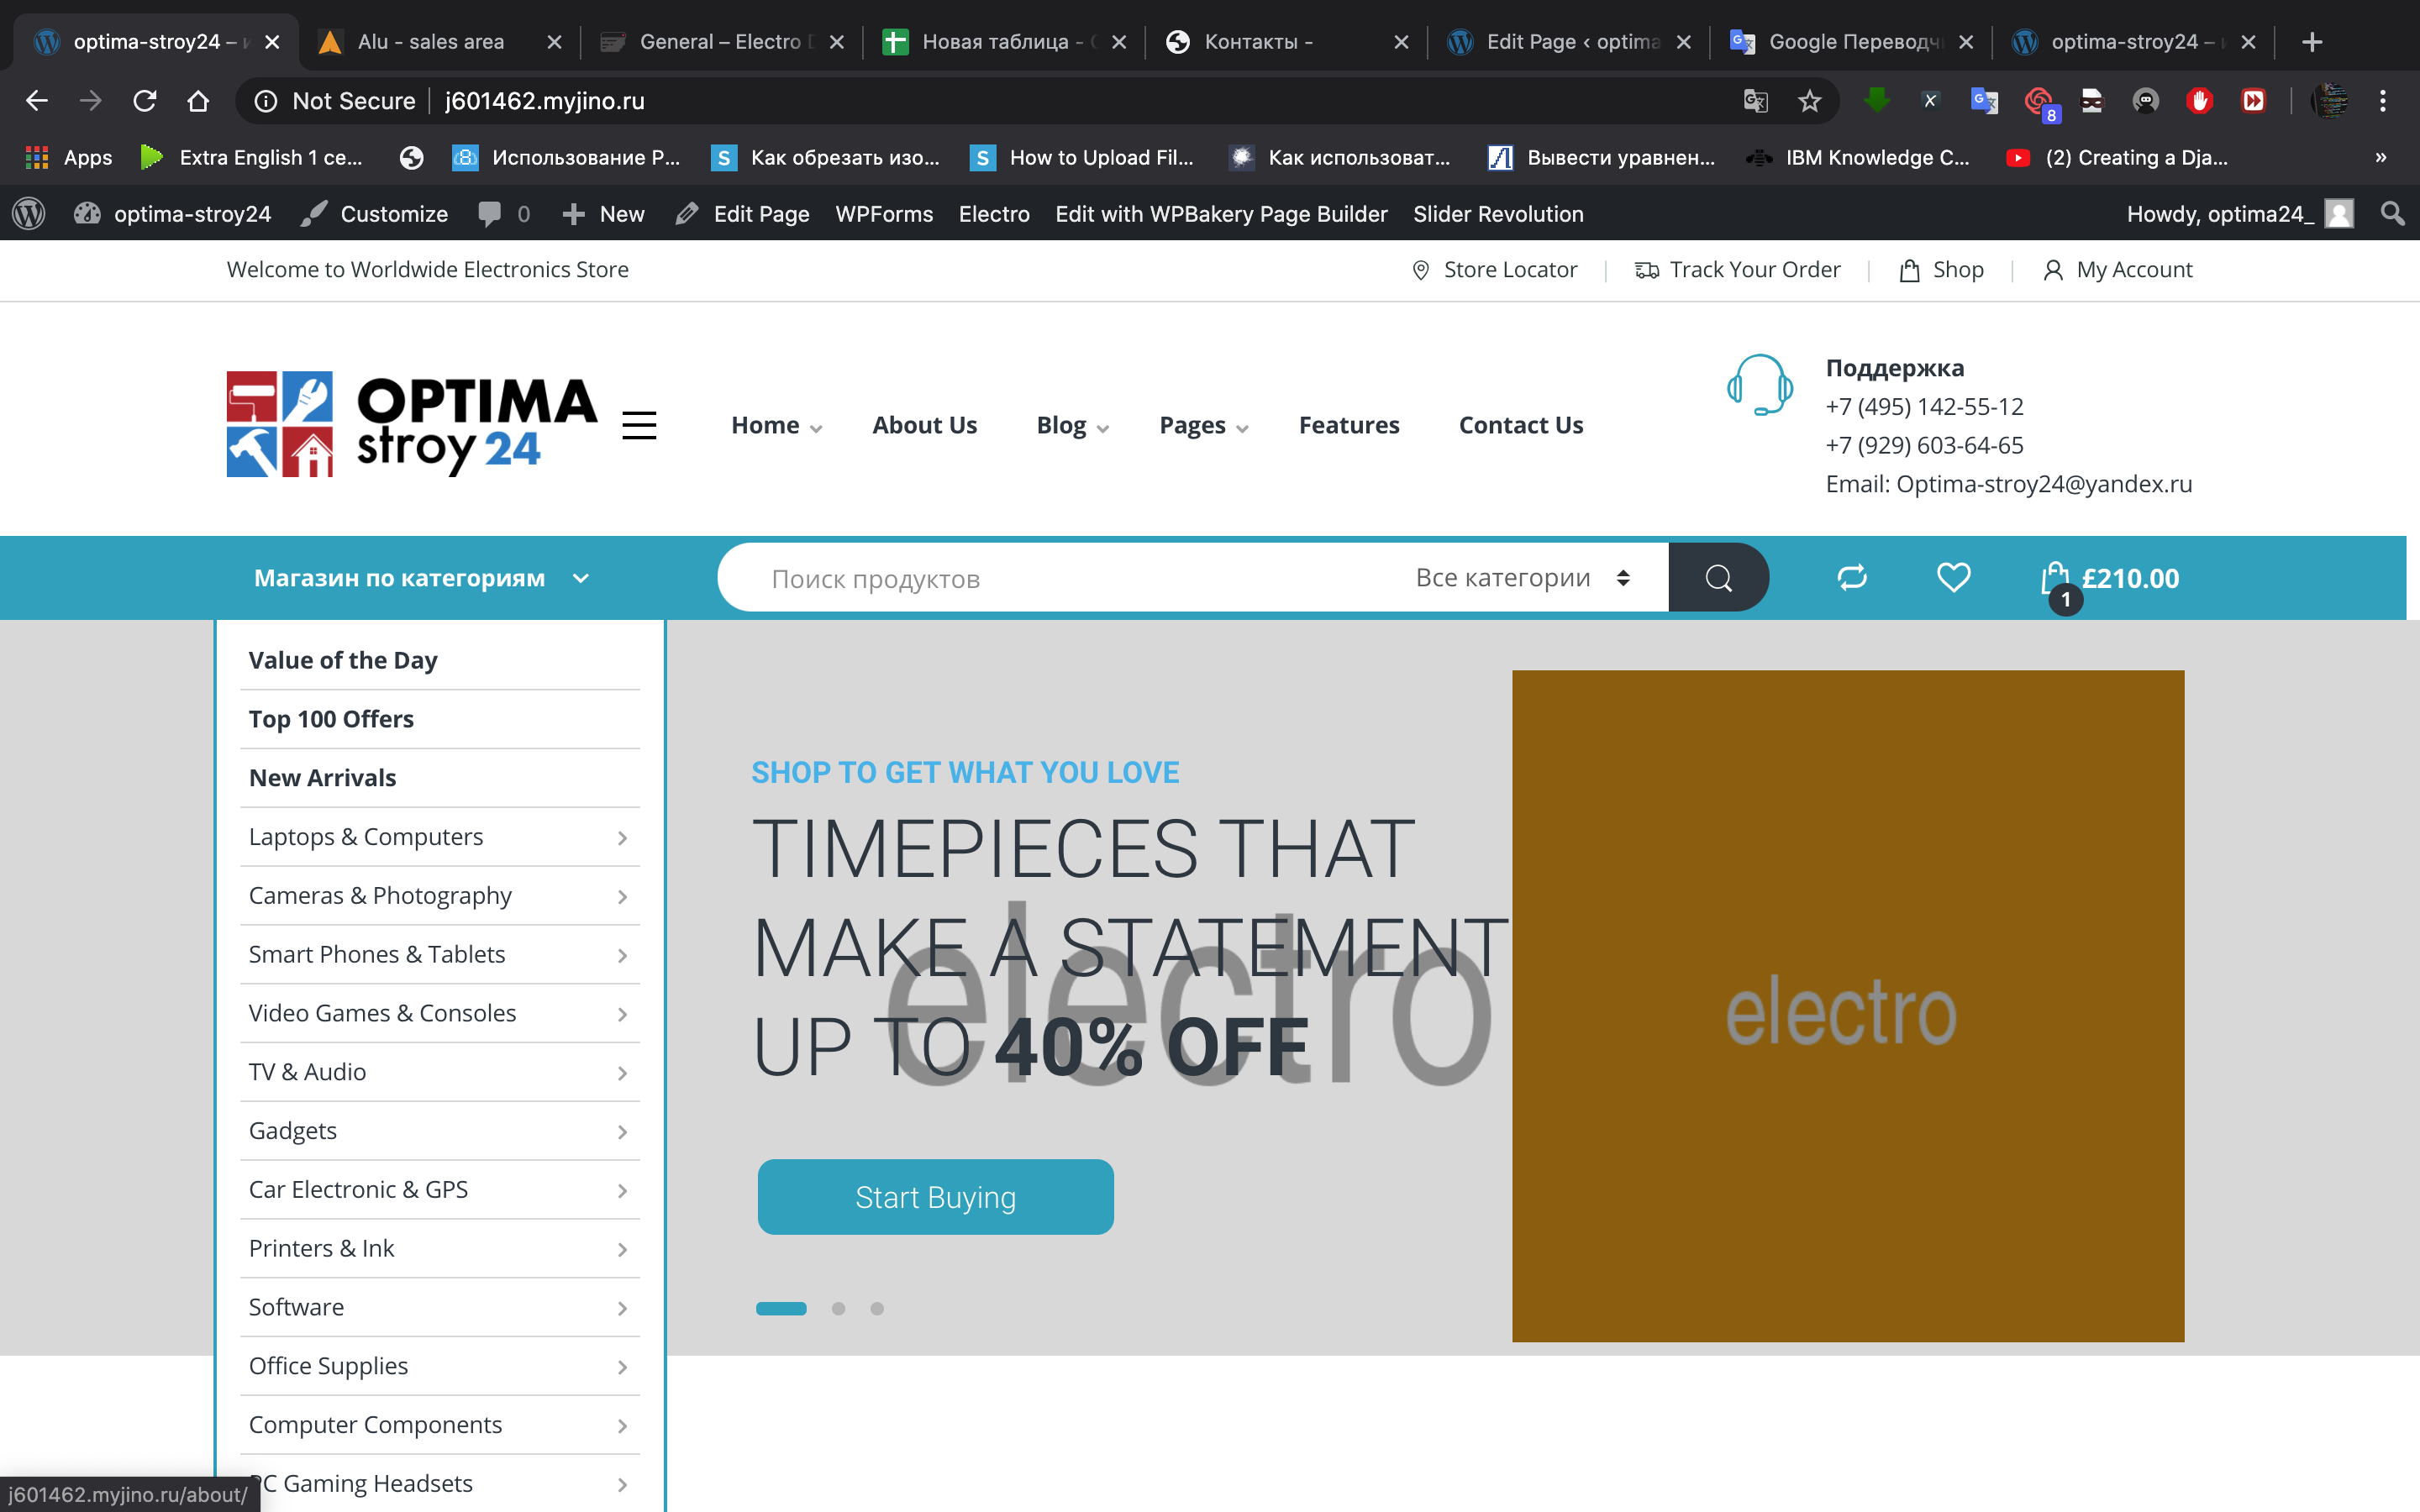 optima-stroy24 – и
Alu - sales area
General – Electro D
Новая таблица -
Контакты -
Edit Page ‹ optima
Google Переводч
optima-stroy24 –
Not Secure
j601462.myjino.ru
8
Apps
Extra English 1 се...
Использование P...
Как обрезать изо...
How to Upload Fil...
Как использоват...
Вывести уравнен...
IBM Knowledge C...
(2) Creating a Dja...
»
optima-stroy24
Customize
0
New
Edit Page
WPForms
Electro
Edit with WPBakery Page Builder
Slider Revolution
Howdy, optima24_
Welcome to Worldwide Electronics Store
Store Locator
Track Your Order
Shop
My Account
OPTIMA
stroy 24
Home
About Us
Blog
Pages
Features
Contact Us
Поддержка
+7 (495) 142-55-12
+7 (929) 603-64-65
Email: Optima-stroy24@yandex.ru
Магазин по категориям
Поиск продуктов
Все категории
1
£210.00
Value of the Day
Top 100 Offers
New Arrivals
Laptops & Computers
Cameras & Photography
Smart Phones & Tablets
Video Games & Consoles
TV & Audio
Gadgets
Car Electronic & GPS
Printers & Ink
Software
Office Supplies
Computer Components
PC Gaming Headsets
SHOP TO GET WHAT YOU LOVE
TIMEPIECES THAT
MAKE A STATEMENT
UP TO 40% OFF
electro
electro
Start Buying
j601462.myjino.ru/about/